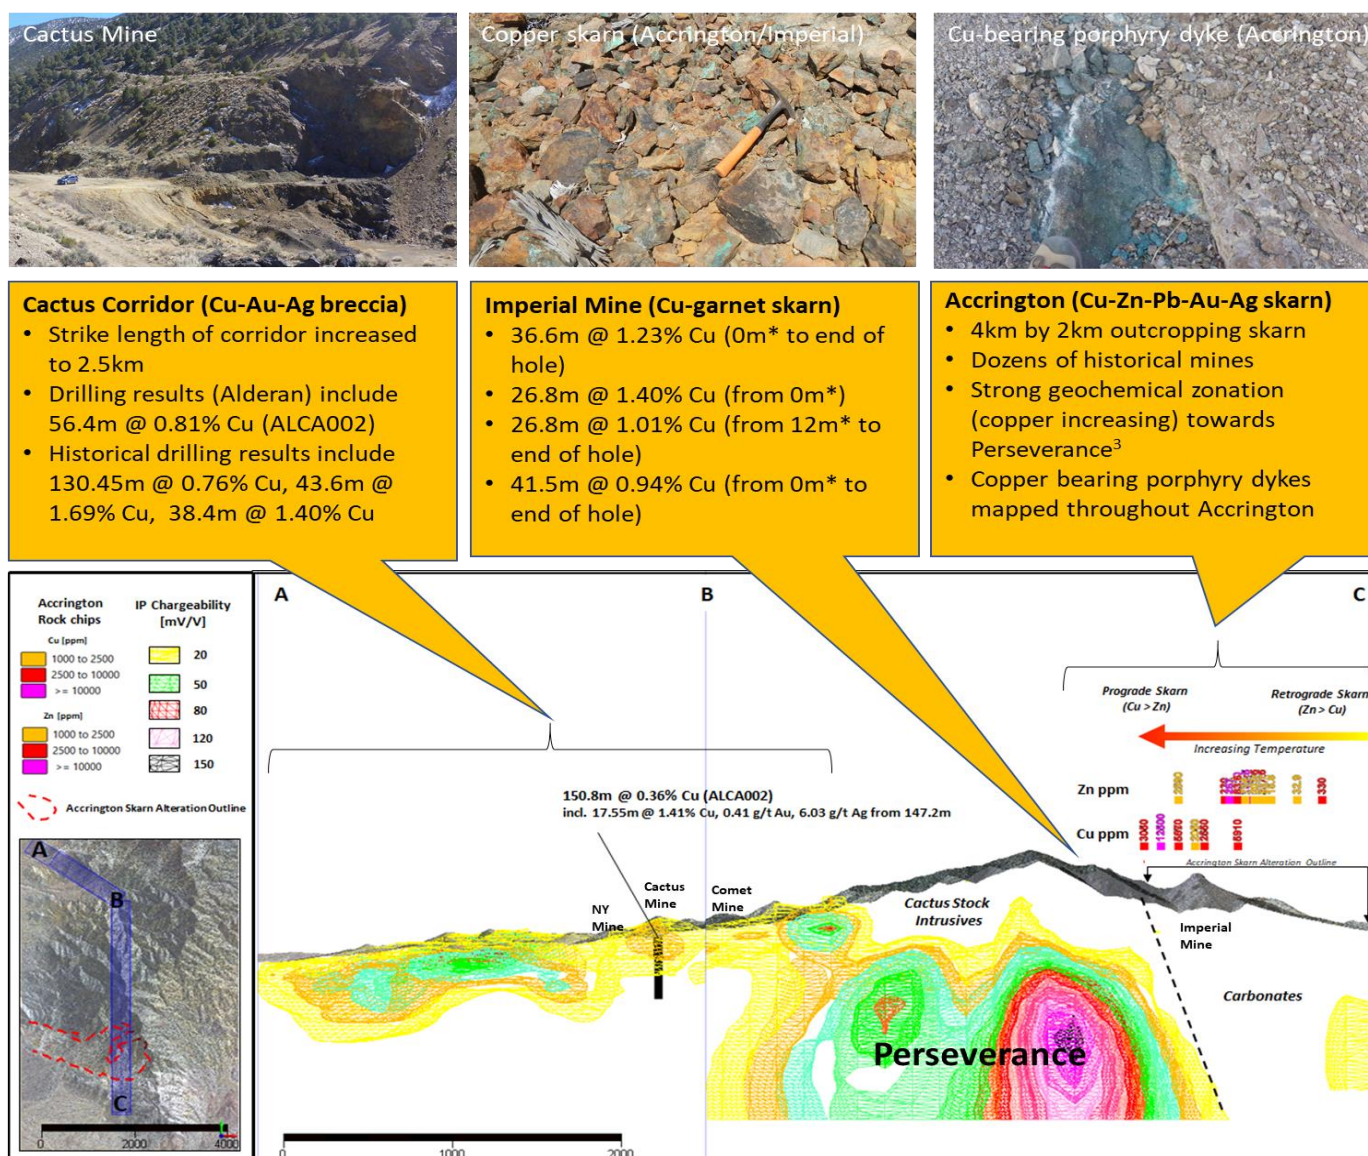 Cactus Mine
Copper skarn (Accrington/Imperial)
Cu-bearing porphyry dyke (Accrington)
Cactus Corridor (Cu-Au-Ag breccia)
• Strike length of corridor increased
to 2.5km
• Drilling results (Alderan) include
56.4m @ 0.81% Cu (ALCA002)
• Historical drilling results include
130.45m @ 0.76% Cu, 43.6m @
1.69% Cu, 38.4m @ 1.40% Cu
Imperial Mine (Cu-garnet skarn)
• 36.6m @ 1.23% Cu (0m* to end of
hole)
• 26.8m @ 1.40% Cu (from 0m*)
• 26.8m @ 1.01% Cu (from 12m* to
end of hole)
• 41.5m @ 0.94% Cu (from 0m* to
end of hole)
Accrington (Cu-Zn-Pb-Au-Ag skarn)
• 4km by 2km outcropping skarn
• Dozens of historical mines
• Strong geochemical zonation
(copper increasing) towards
Perseverance³
• Copper bearing porphyry dykes
mapped throughout Accrington
Accrington
Rock chips
Cu [ppm]
1000 to 2500
2500 to 10000
>= 10000
Zn [ppm]
1000 to 2500
2500 to 10000
>= 10000
IP Chargeability
[mV/V]
20
50
80
120
150
Accrington Skarn Alteration Outline
A
B
C
0 2000 4000
A
B
C
Prograde Skarn
(Cu > Zn)
Retrograde Skarn
(Zn > Cu)
Increasing Temperature
Zn ppm
32.9
330
Cu ppm
3060
12600
5910
Accrington Skarn Alteration Outline
150.8m @ 0.36% Cu (ALCA002)
incl. 17.55m @ 1.41% Cu, 0.41 g/t Au, 6.03 g/t Ag from 147.2m
NY
Mine
Cactus
Mine
Comet
Mine
Cactus Stock
Intrusives
Imperial
Mine
Carbonates
Perseverance
0 1000 2000